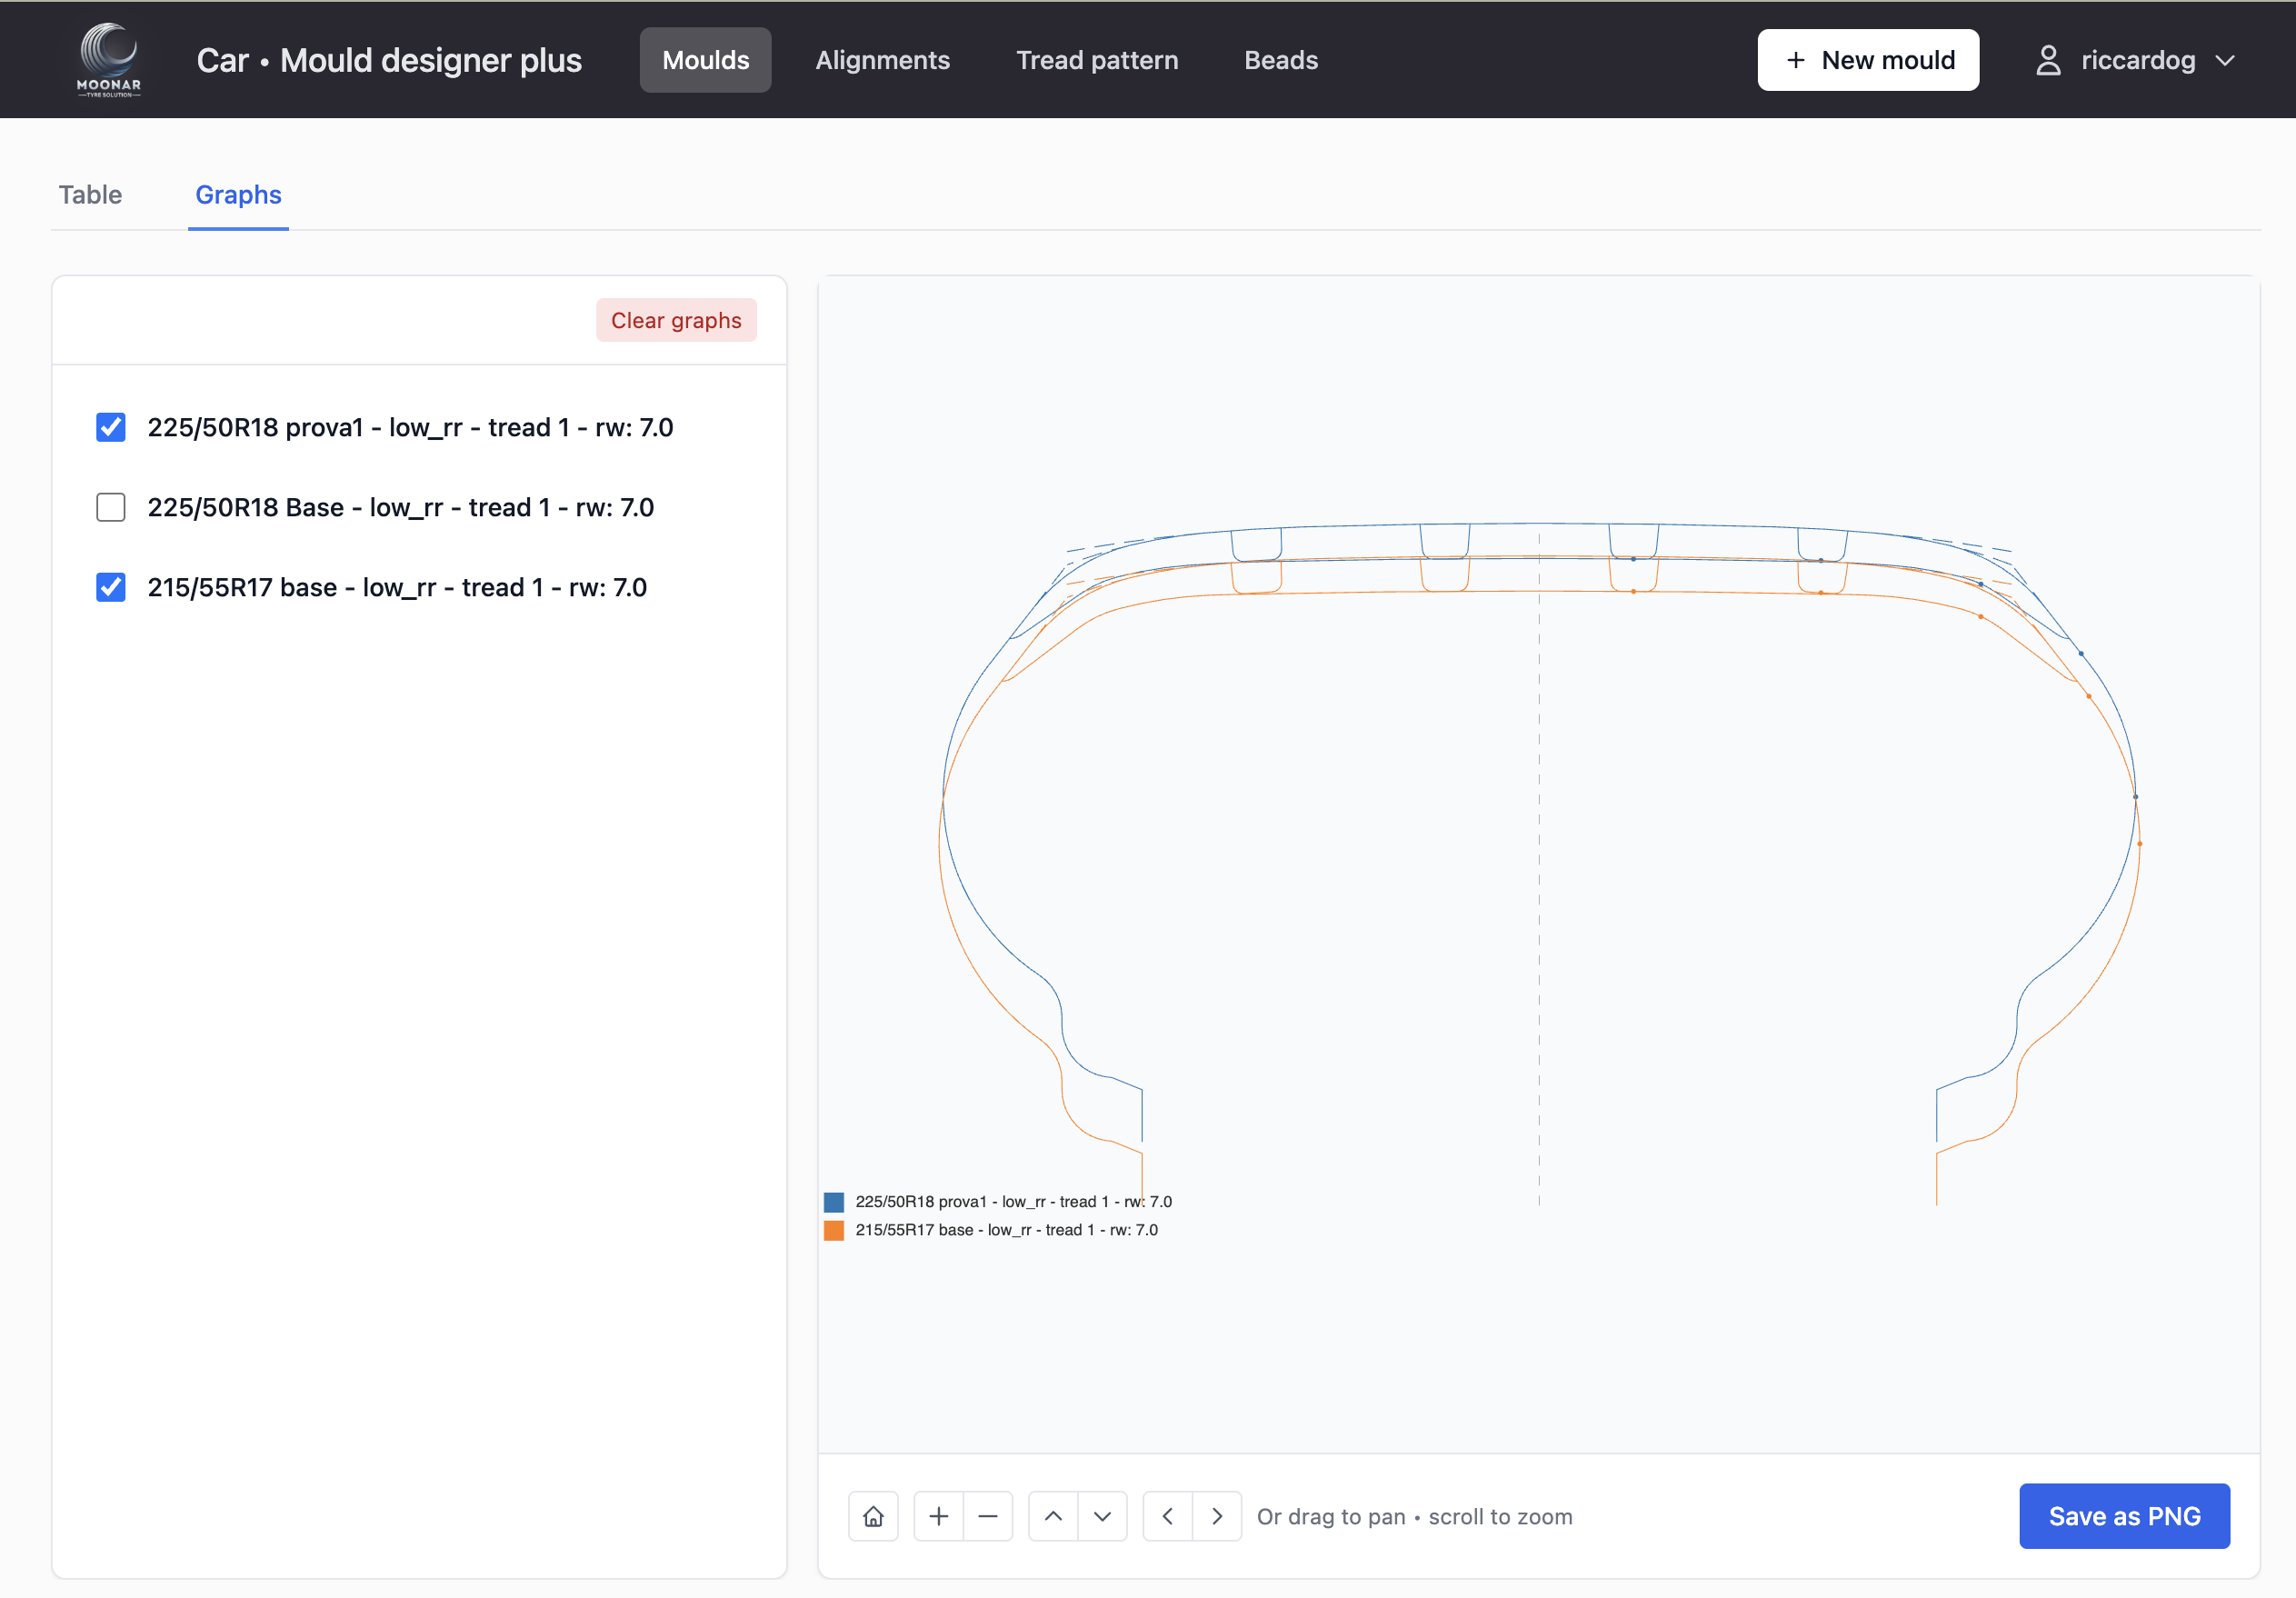 MOONAR
TYRE SOLUTION
Car • Mould designer plus
Moulds
Alignments
Tread pattern
Beads
+ New mould
riccardog
Table
Graphs
Clear graphs
225/50R18 prova1 - low_rr - tread 1 - rw: 7.0
225/50R18 Base - low_rr - tread 1 - rw: 7.0
215/55R17 base - low_rr - tread 1 - rw: 7.0
225/50R18 prova1 - low_rr - tread 1 - rw: 7.0
215/55R17 base - low_rr - tread 1 - rw: 7.0
Or drag to pan • scroll to zoom
Save as PNG